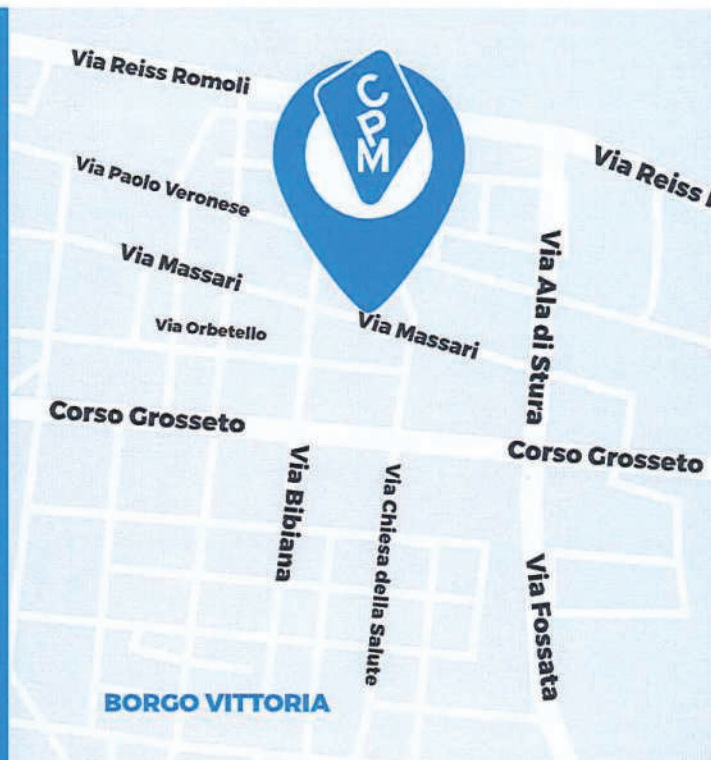 Via Reiss Romoli
C
P
M
Via Reiss
Via Paolo Veronese
Via Massari
Via Ala di Stura
Via Orbetello
Via Massari
Corso Grosseto
Corso Grosseto
Via Bibiana
Via Chiesa della Salute
Via Fossata
BORGO VITTORIA